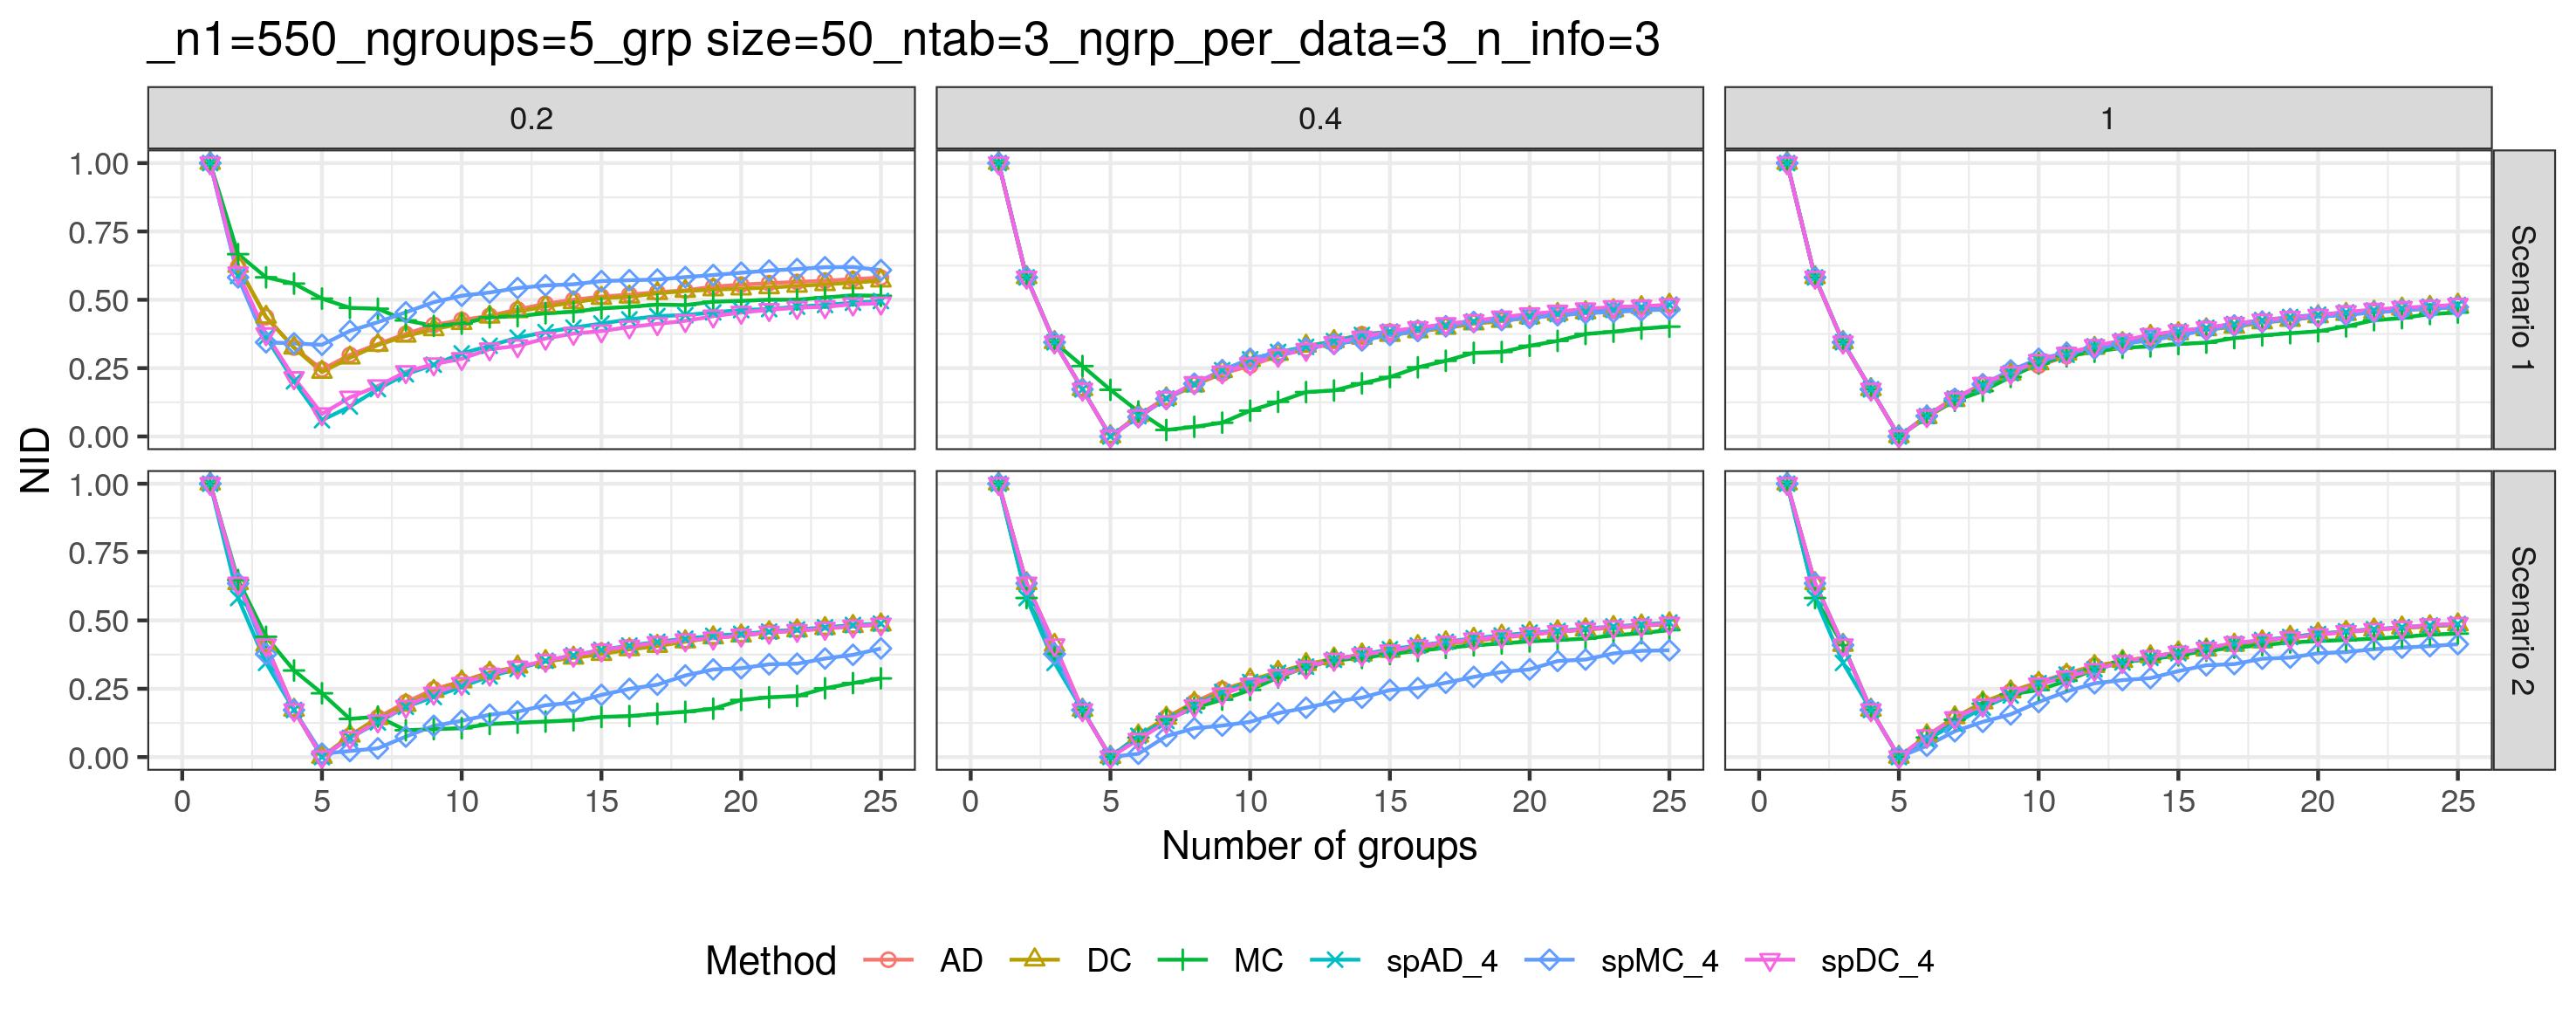 _n1=550_ngroups=5_grp size=50_ntab=3_ngrp_per_data=3_n_info=3
0.2 0.4 1
1.00
0.75
0.50
0.25
0.00
Scenario 1
NID
1.00
0.75
0.50
0.25
0.00
Scenario 2
0 5 10 15 20 25 0 5 10 15 20 25 0 5 10 15 20 25
Number of groups
Method AD DC MC spAD_4 spMC_4 spDC_4